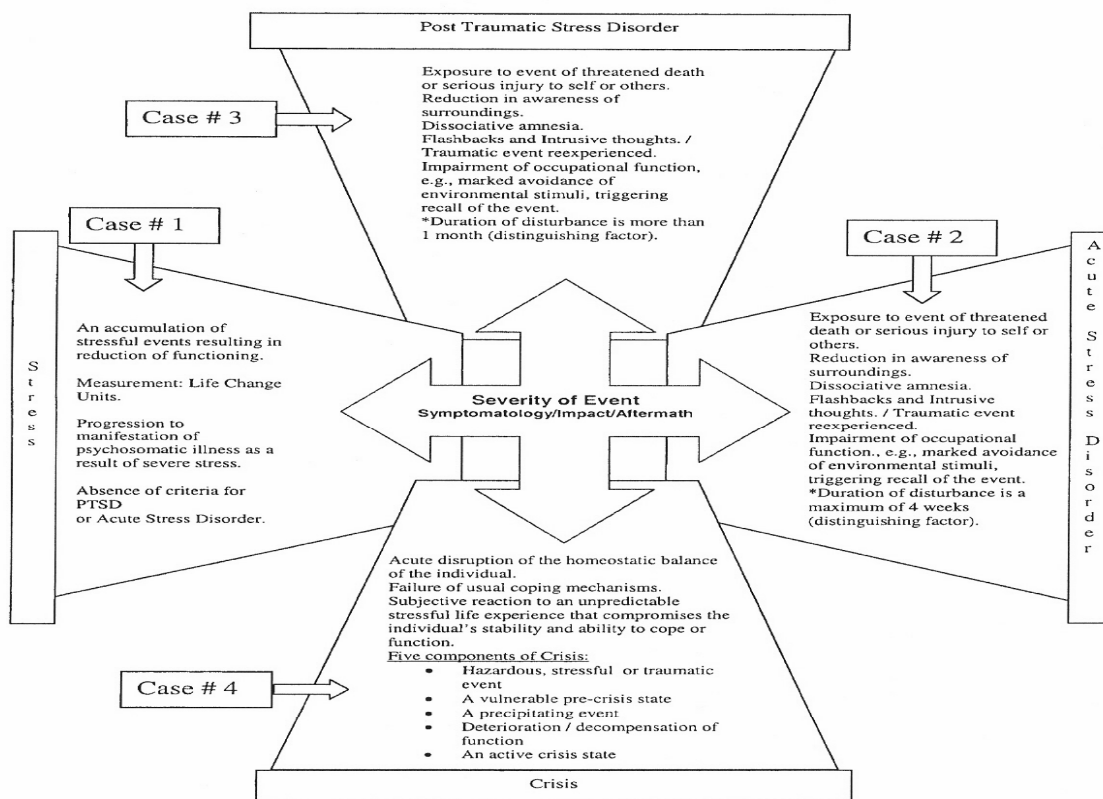 Post Traumatic Stress Disorder
Exposure to event of threatened death
or serious injury to self or others.
Reduction in awareness of
surroundings.
Dissociative amnesia.
Flashbacks and Intrusive thoughts. /
Traumatic event reexperienced.
Impairment of occupational function,
e.g., marked avoidance of
environmental stimuli, triggering
recall of the event.
*Duration of disturbance is more than
1 month (distinguishing factor).
Case # 3
Case # 1
Stress
An accumulation of
stressful events resulting in
reduction of functioning.
Measurement: Life Change
Units.
Progression to
manifestation of
psychosomatic illness as a
result of severe stress.
Absence of criteria for
PTSD
or Acute Stress Disorder.
Severity of Event
Symptomatology/Impact/Aftermath
Case # 2
Acute Stress Disorder
Exposure to event of threatened
death or serious injury to self or
others.
Reduction in awareness of
surroundings.
Dissociative amnesia.
Flashbacks and Intrusive
thoughts. / Traumatic event
reexperienced.
Impairment of occupational
function., e.g., marked avoidance
of environmental stimuli,
triggering recall of the event.
*Duration of disturbance is a
maximum of 4 weeks
(distinguishing factor).
Acute disruption of the homeostatic balance
of the individual.
Failure of usual coping mechanisms.
Subjective reaction to an unpredictable
stressful life experience that compromises the
individual's stability and ability to cope or
function.
Five components of Crisis:
• Hazardous, stressful or traumatic
event
• A vulnerable pre-crisis state
• A precipitating event
• Deterioration / decompensation of
function
• An active crisis state
Case # 4
Crisis